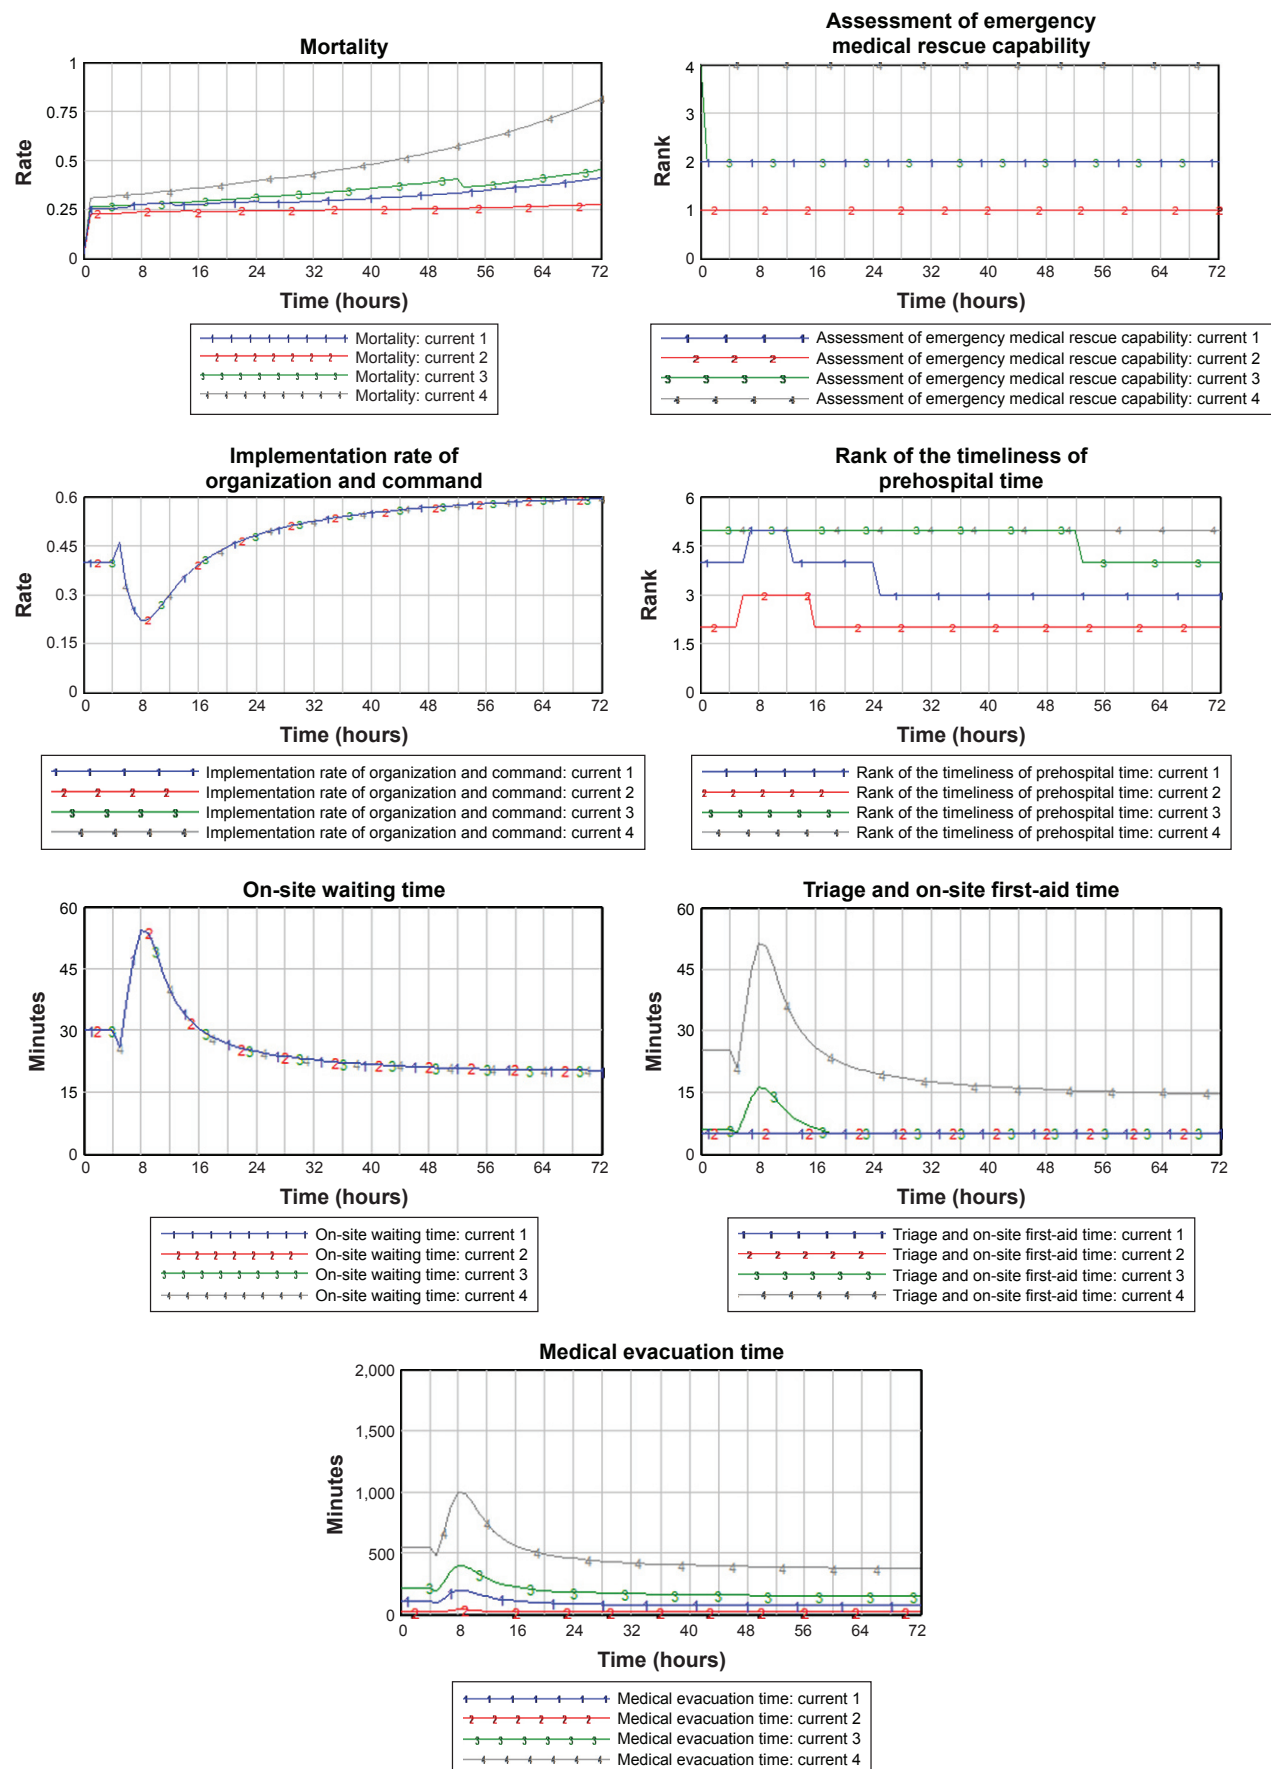 Mortality
1
0.75
0.5
0.25
0
Rate
0 8 16 24 32 40 48 56 64 72
Time (hours)
Mortality: current 1
Mortality: current 2
Mortality: current 3
Mortality: current 4
Assessment of emergency
medical rescue capability
4
3
2
1
0
Rank
0 8 16 24 32 40 48 56 64 72
Time (hours)
Assessment of emergency medical rescue capability: current 1
Assessment of emergency medical rescue capability: current 2
Assessment of emergency medical rescue capability: current 3
Assessment of emergency medical rescue capability: current 4
Implementation rate of
organization and command
0.6
0.45
0.3
0.15
0
Rate
0 8 16 24 32 40 48 56 64 72
Time (hours)
Implementation rate of organization and command: current 1
Implementation rate of organization and command: current 2
Implementation rate of organization and command: current 3
Implementation rate of organization and command: current 4
Rank of the timeliness of
prehospital time
6
4.5
3
1.5
0
Rank
0 8 16 24 32 40 48 56 64 72
Time (hours)
Rank of the timeliness of prehospital time: current 1
Rank of the timeliness of prehospital time: current 2
Rank of the timeliness of prehospital time: current 3
Rank of the timeliness of prehospital time: current 4
On-site waiting time
60
45
30
15
0
Minutes
0 8 16 24 32 40 48 56 64 72
Time (hours)
On-site waiting time: current 1
On-site waiting time: current 2
On-site waiting time: current 3
On-site waiting time: current 4
Triage and on-site first-aid time
60
45
30
15
0
Minutes
0 8 16 24 32 40 48 56 64 72
Time (hours)
Triage and on-site first-aid time: current 1
Triage and on-site first-aid time: current 2
Triage and on-site first-aid time: current 3
Triage and on-site first-aid time: current 4
Medical evacuation time
2,000
1,500
1,000
500
0
Minutes
0 8 16 24 32 40 48 56 64 72
Time (hours)
Medical evacuation time: current 1
Medical evacuation time: current 2
Medical evacuation time: current 3
Medical evacuation time: current 4